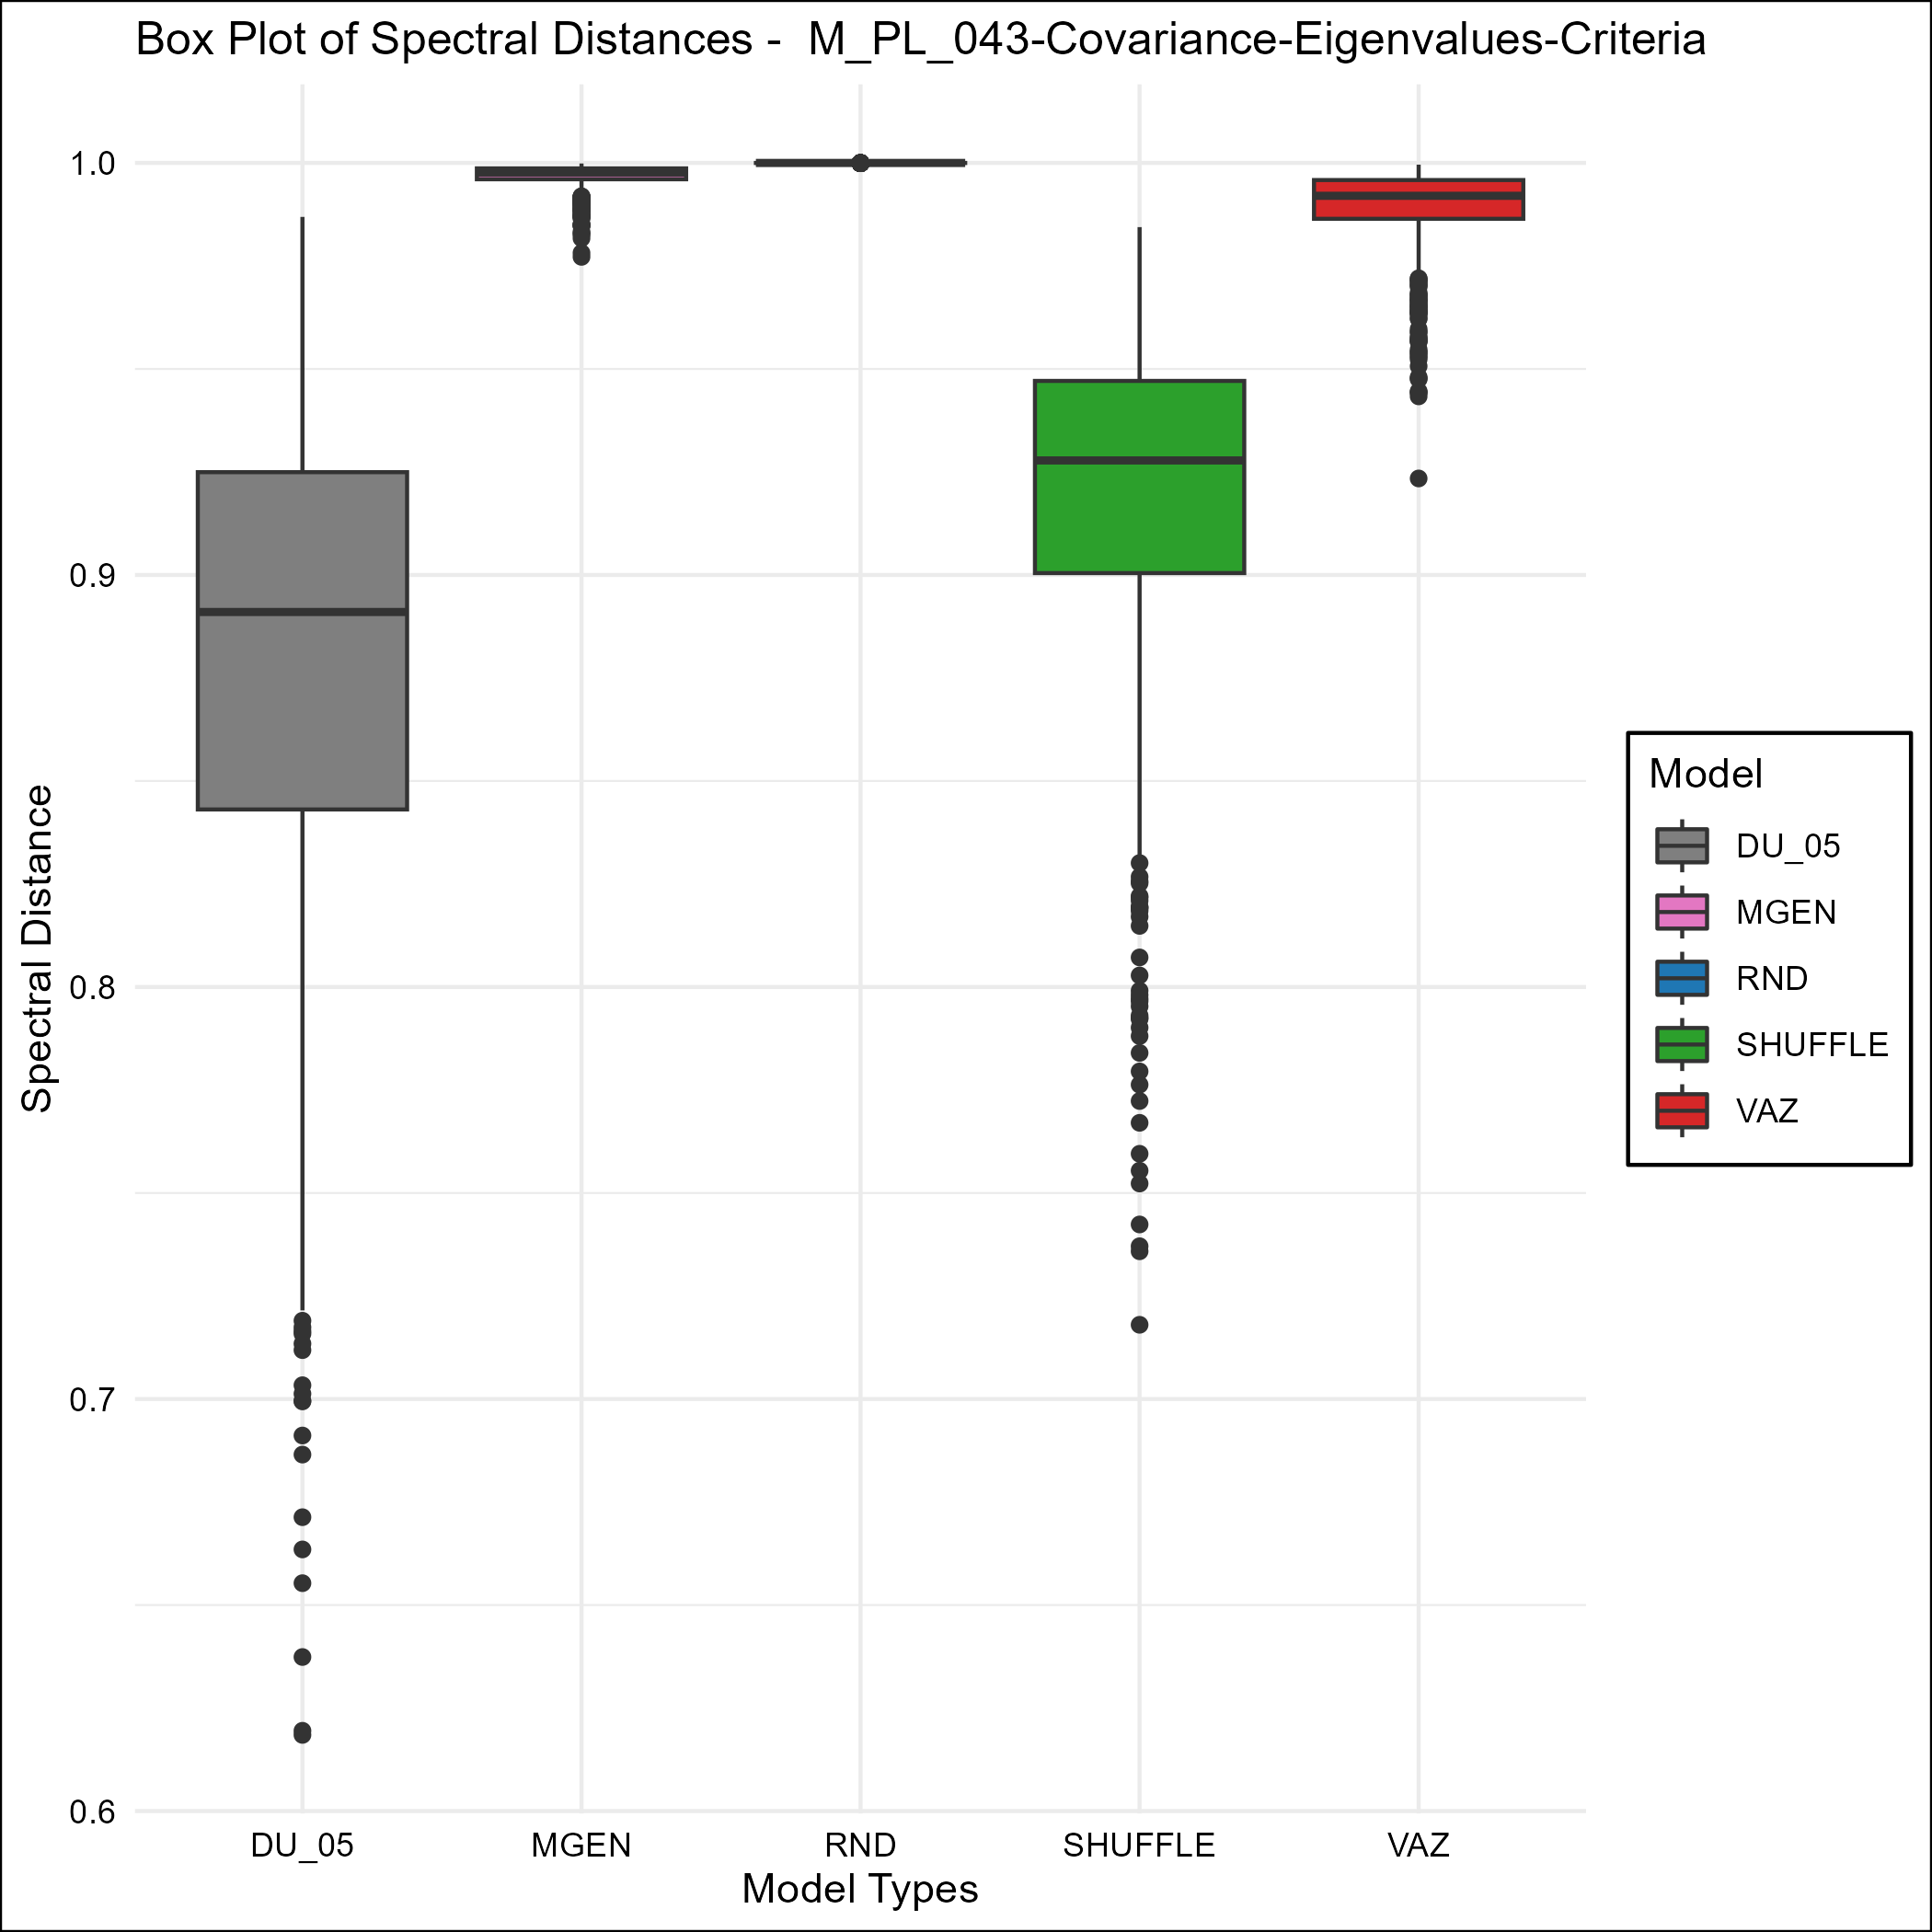 Box Plot of Spectral Distances -  M_PL_043-Covariance-Eigenvalues-Criteria
Spectral Distance
1.0
0.9
0.8
0.7
0.6
DU_05
MGEN
RND
SHUFFLE
VAZ
Model Types
Model
DU_05
MGEN
RND
SHUFFLE
VAZ